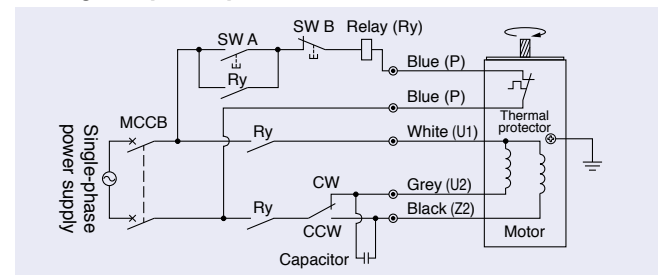 SW A
SW B
Relay (Ry)
Ry
Blue (P)
Blue (P)
Thermal
protector
MCCB
Ry
White (U1)
Single-phase
power supply
CW
Grey (U2)
Ry
Black (Z2)
CCW
Motor
Capacitor